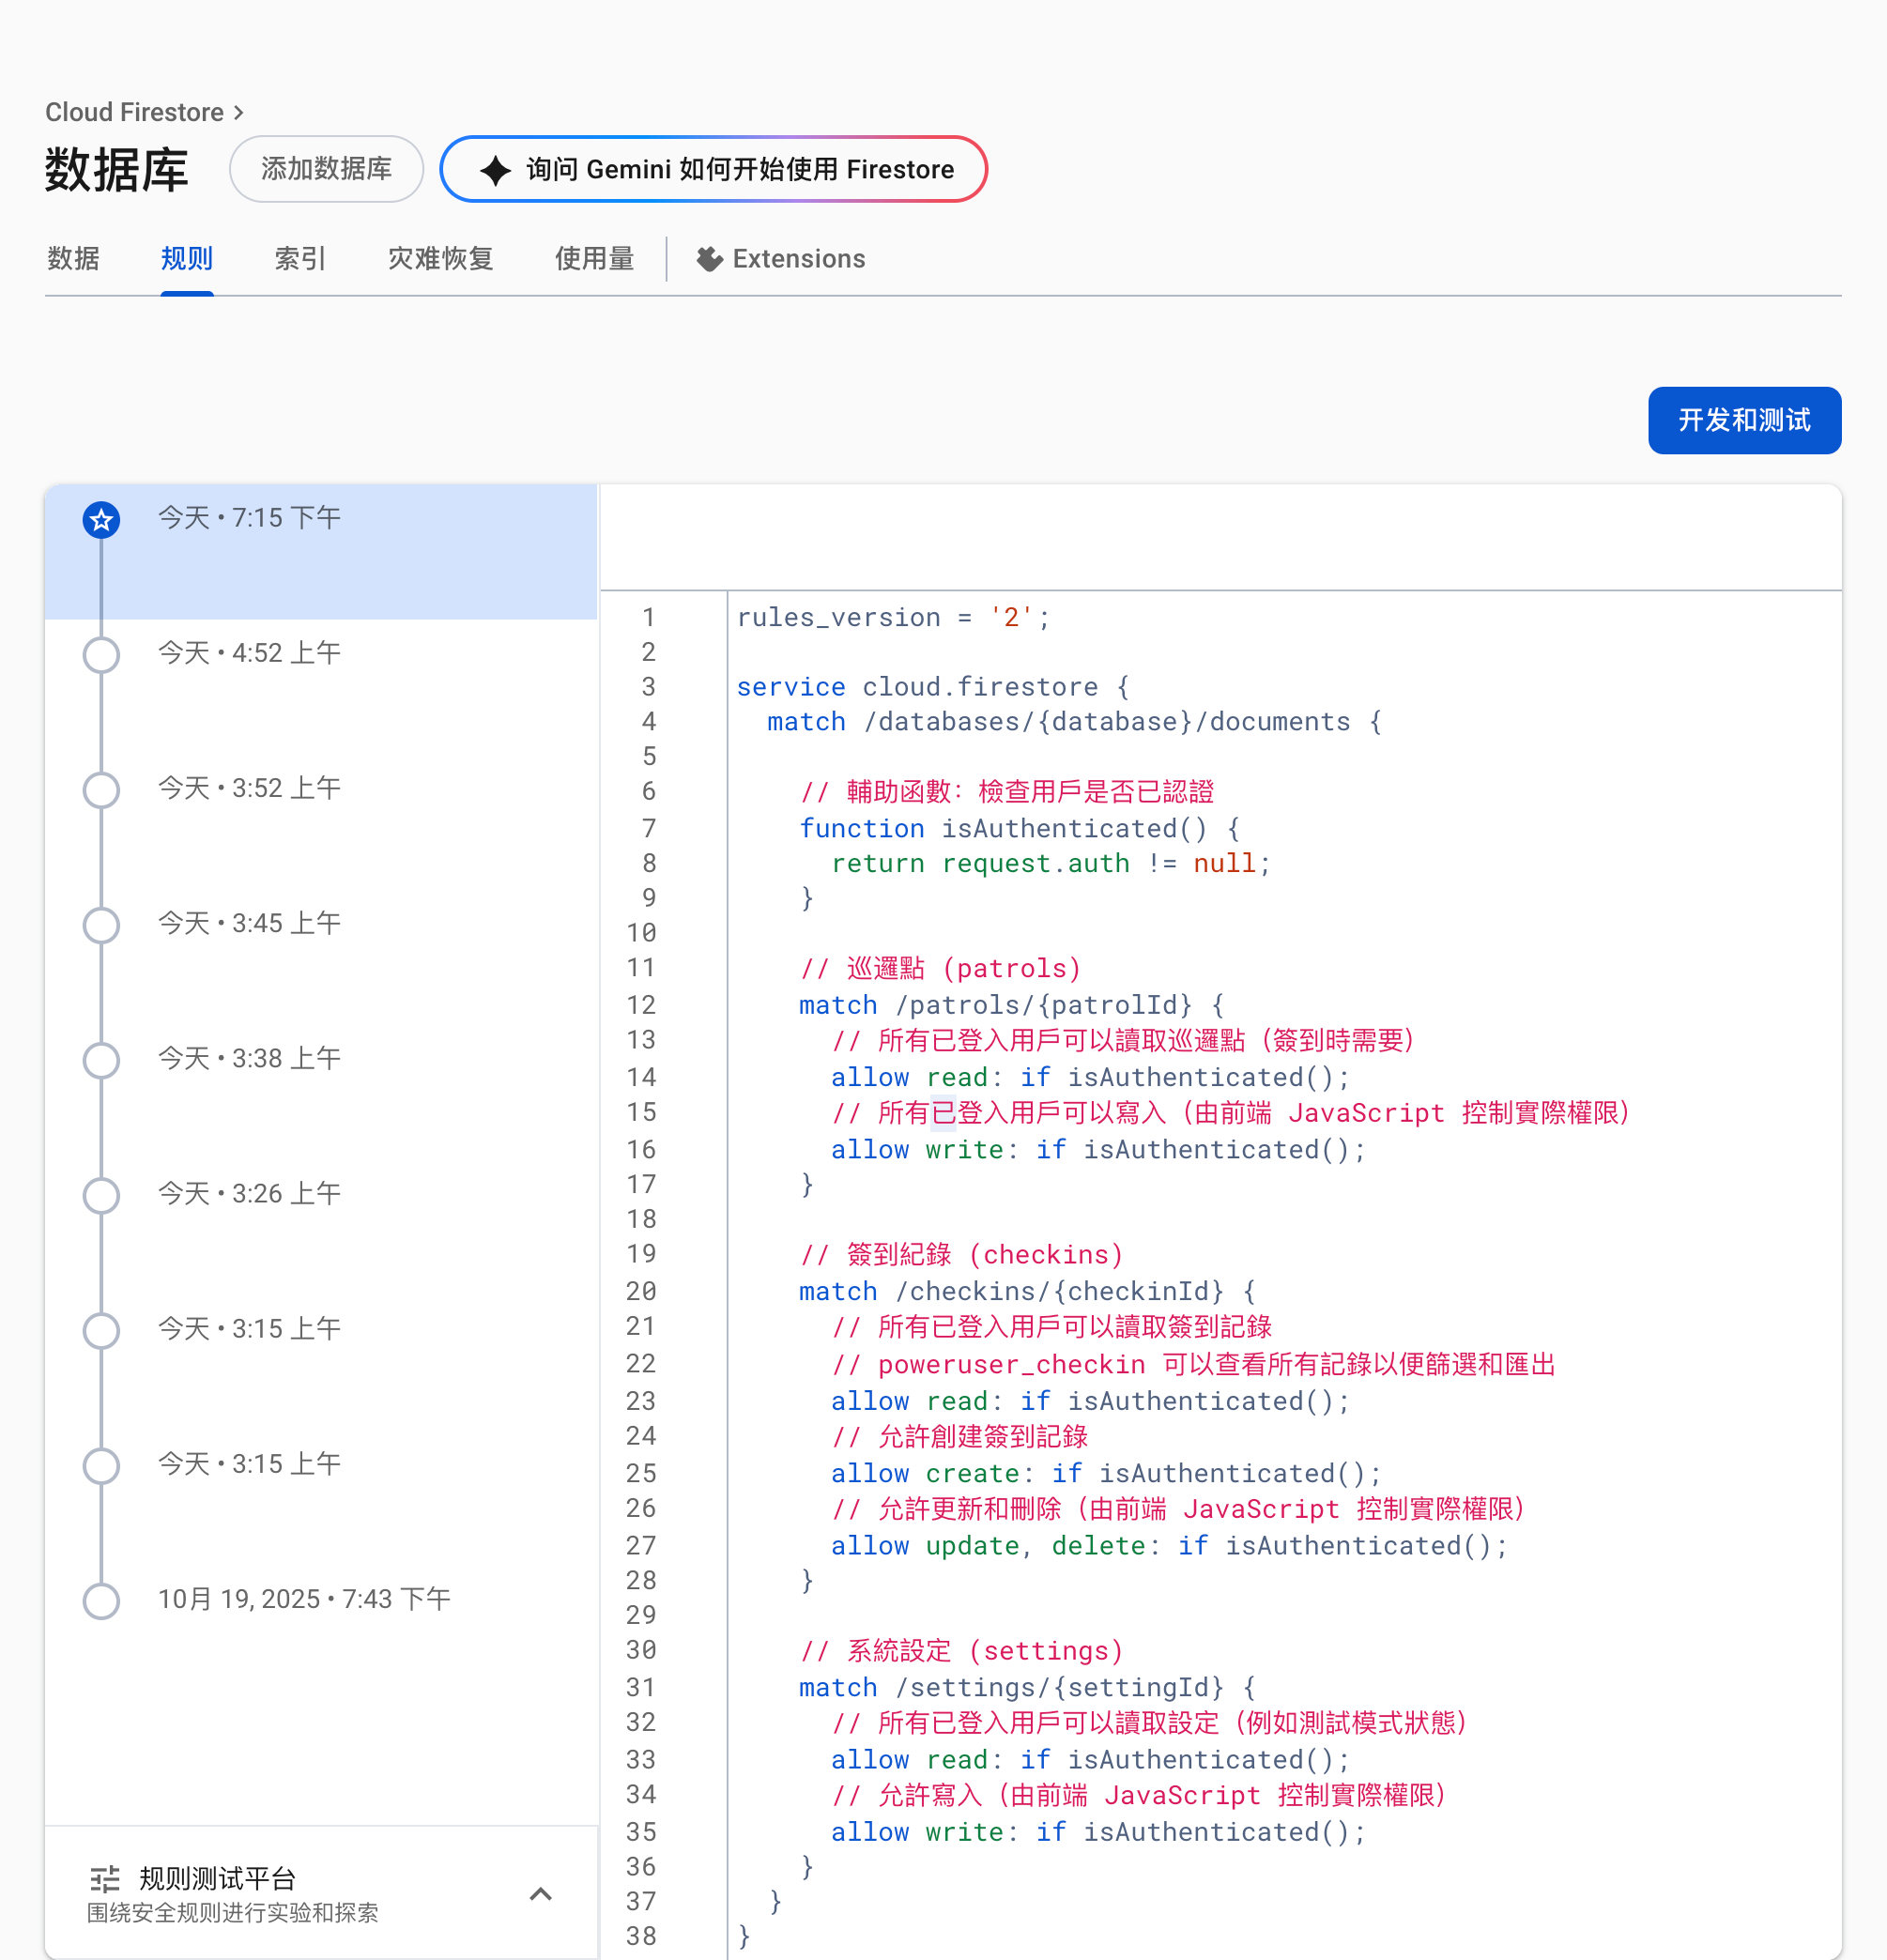 Cloud Firestore
数据库
添加数据库
询问 Gemini 如何开始使用 Firestore
数据
规则
索引
灾难恢复
使用量
Extensions
开发和测试
今天 • 7:15 下午
今天 • 4:52 上午
今天 • 3:52 上午
今天 • 3:45 上午
今天 • 3:38 上午
今天 • 3:26 上午
今天 • 3:15 上午
今天 • 3:15 上午
10月 19, 2025 • 7:43 下午
规则测试平台
围绕安全规则进行实验和探索
1 rules_version = '2';
2
3 service cloud.firestore {
4   match /databases/{database}/documents {
5
6     // 輔助函數：檢查用戶是否已認證
7     function isAuthenticated() {
8       return request.auth != null;
9     }
10
11     // 巡邏點 (patrols)
12     match /patrols/{patrolId} {
13       // 所有已登入用戶可以讀取巡邏點（簽到時需要）
14       allow read: if isAuthenticated();
15       // 所有已登入用戶可以寫入（由前端 JavaScript 控制實際權限）
16       allow write: if isAuthenticated();
17     }
18
19     // 簽到紀錄 (checkins)
20     match /checkins/{checkinId} {
21       // 所有已登入用戶可以讀取簽到記錄
22       // poweruser_checkin 可以查看所有記錄以便篩選和匯出
23       allow read: if isAuthenticated();
24       // 允許創建簽到記錄
25       allow create: if isAuthenticated();
26       // 允許更新和刪除（由前端 JavaScript 控制實際權限）
27       allow update, delete: if isAuthenticated();
28     }
29
30     // 系統設定 (settings)
31     match /settings/{settingId} {
32       // 所有已登入用戶可以讀取設定（例如測試模式狀態）
33       allow read: if isAuthenticated();
34       // 允許寫入（由前端 JavaScript 控制實際權限）
35       allow write: if isAuthenticated();
36     }
37   }
38 }